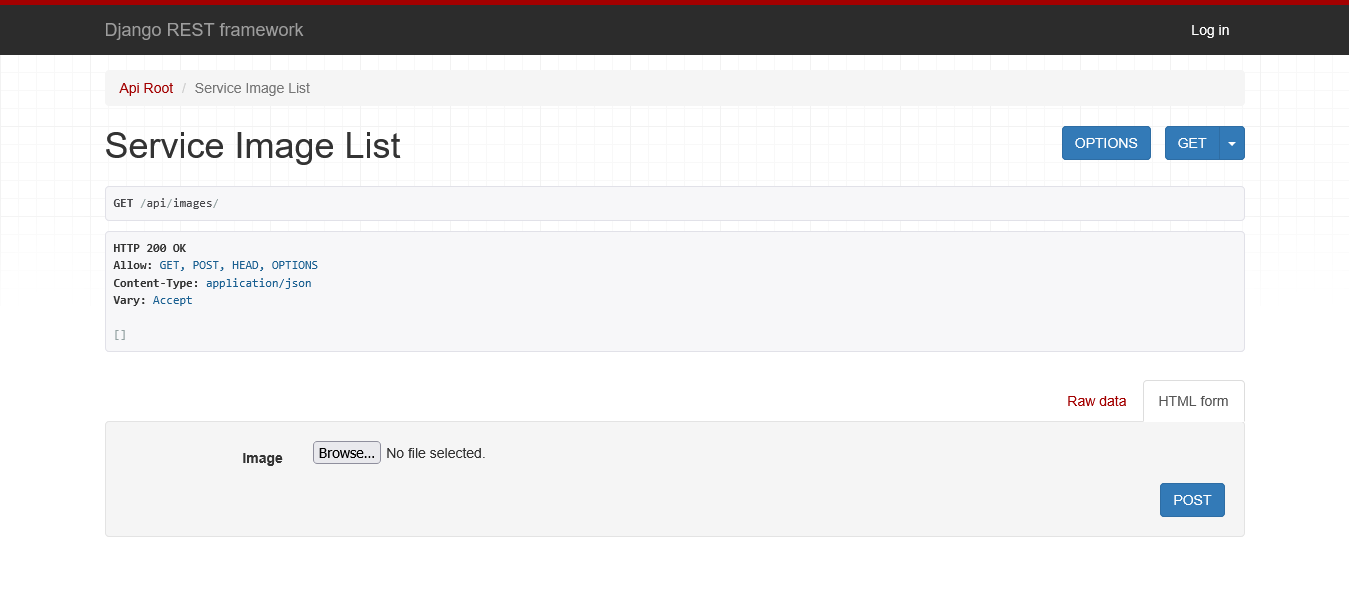 Django REST framework
Log in
Api Root / Service Image List
Service Image List
OPTIONS
GET
GET /api/images/
HTTP 200 OK
Allow: GET, POST, HEAD, OPTIONS
Content-Type: application/json
Vary: Accept
[]
Raw data
HTML form
Image
Browse... No file selected.
POST